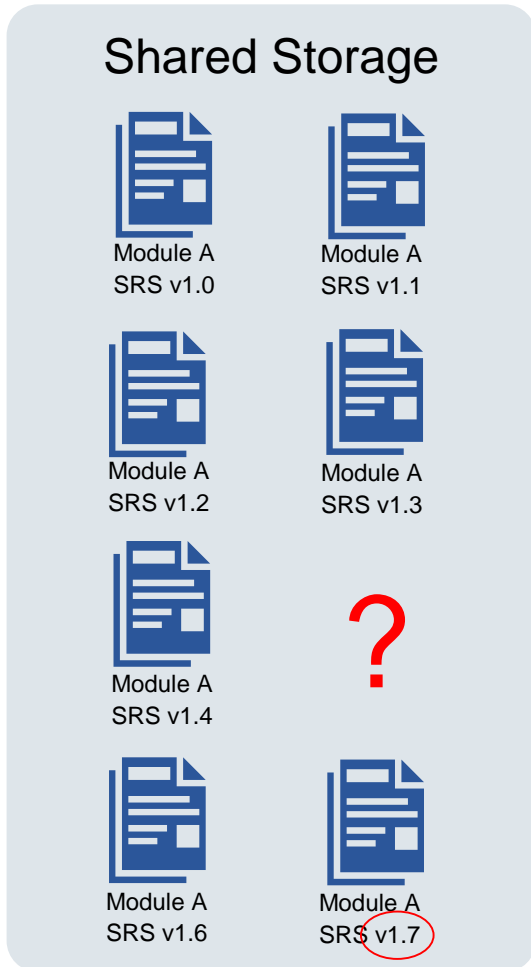 Shared Storage
Module A
SRS v1.0
Module A
SRS v1.1
Module A
SRS v1.2
Module A
SRS v1.3
Module A
SRS v1.4
?
Module A
SRS v1.6
Module A
SRS v1.7